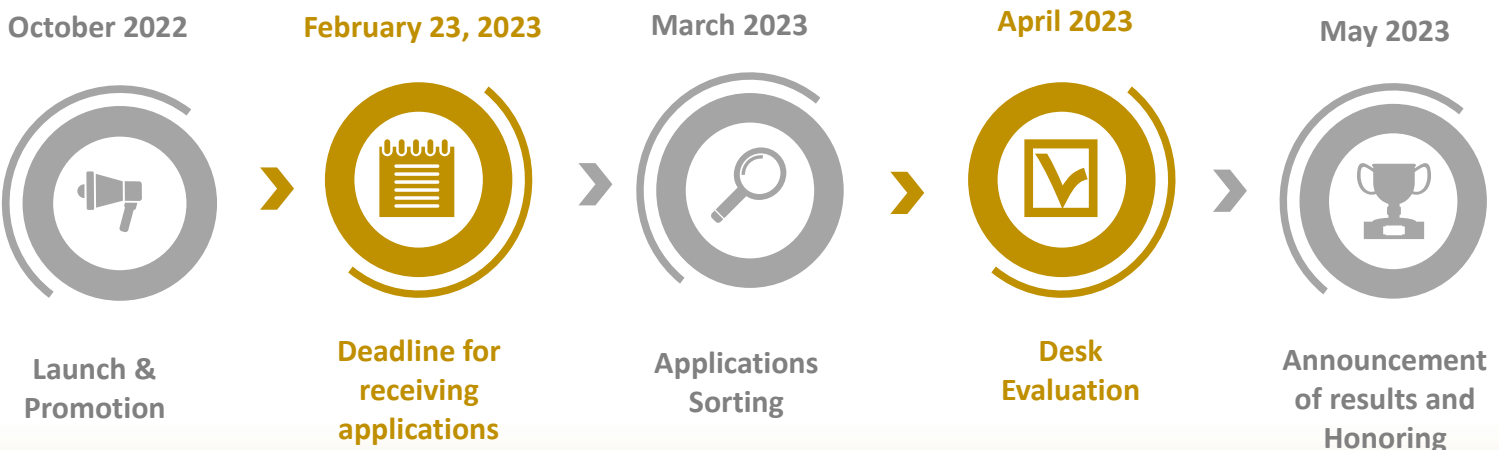 October 2022
February 23, 2023
March 2023
April 2023
May 2023
Launch &
Promotion
Deadline for
receiving
applications
Applications
Sorting
Desk
Evaluation
Announcement
of results and
Honoring